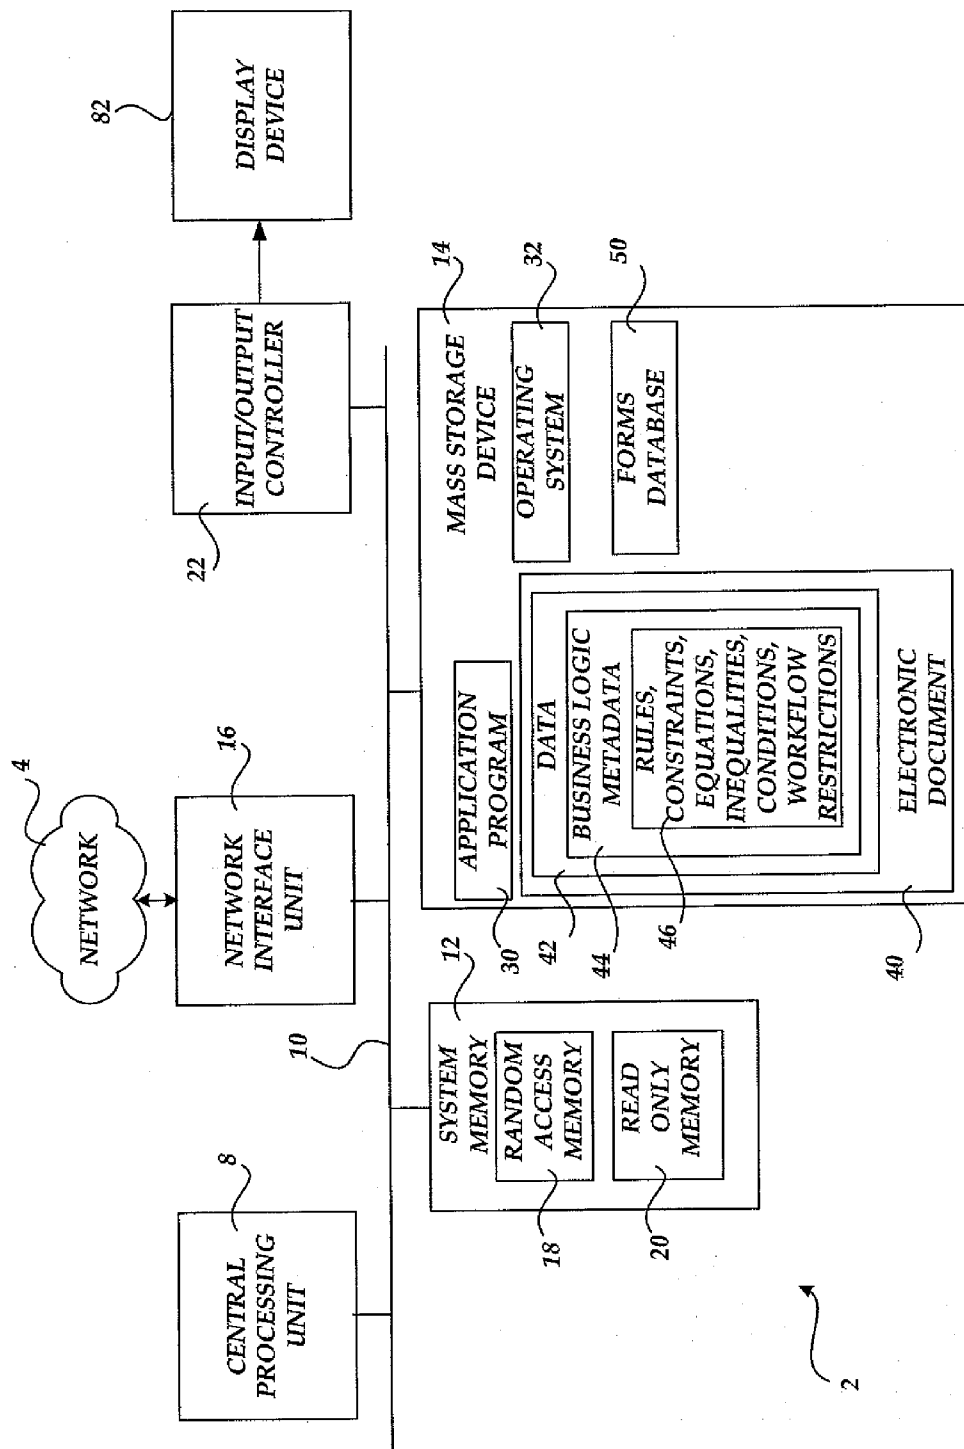 4
NETWORK
82
CENTRAL
PROCESSING
UNIT
8
NETWORK
INTERFACE
UNIT
16
INPUT/OUTPUT
CONTROLLER
22
DISPLAY
DEVICE
10
SYSTEM
MEMORY
12
RANDOM
ACCESS
MEMORY
18
READ
ONLY
MEMORY
20
MASS STORAGE
DEVICE
14
APPLICATION
PROGRAM
30
OPERATING
SYSTEM
32
DATA
42
BUSINESS LOGIC
METADATA
44
RULES,
CONSTRAINTS,
EQUATIONS,
INEQUALITIES,
CONDITIONS,
WORKFLOW
RESTRICTIONS
46
ELECTRONIC
DOCUMENT
40
FORMS
DATABASE
50
2